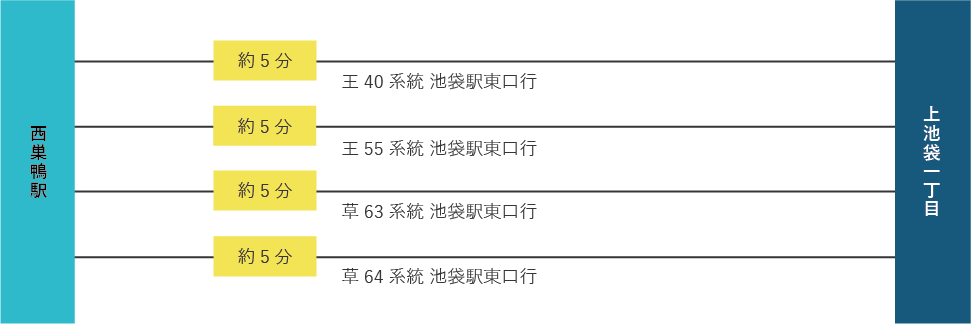 西巣鴨駅
約5分
王 40 系統 池袋駅東口行
約5分
王 55 系統 池袋駅東口行
約5分
草 63 系統 池袋駅東口行
約5分
草 64 系統 池袋駅東口行
上池袋一丁目